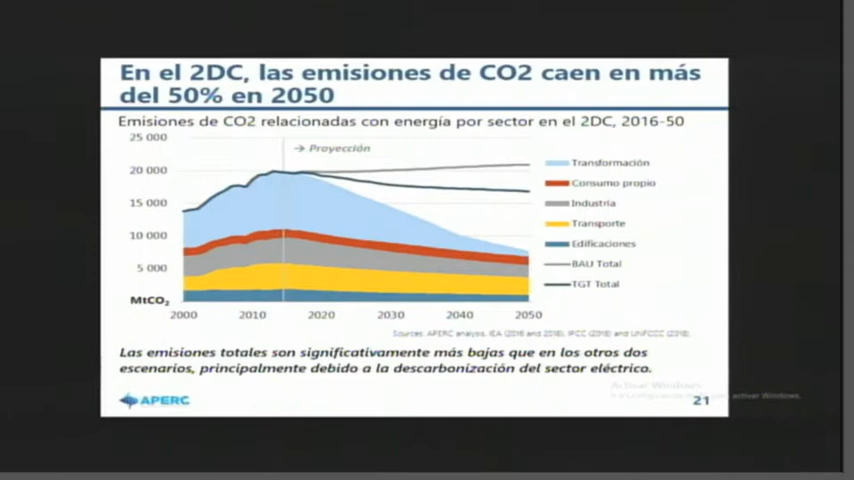 En el 2DC, las emisiones de CO2 caen en más
del 50% en 2050
Emisiones de CO2 relacionadas con energía por sector en el 2DC, 2016-50
25 000
→ Proyección
20 000
15 000
10 000
5 000
MtCO₂
2000
2010
2020
2030
2040
2050
Transformación
Consumo propio
Industria
Transporte
Edificaciones
BAU Total
TGT Total
Sources: APERC analysis, IEA (2016 and 2018), IPCC (2018) and UNFCCC (2018).
Las emisiones totales son significativamente más bajas que en los otros dos
escenarios, principalmente debido a la descarbonización del sector eléctrico.
Activar Windows
activar Windows.
APERC
21